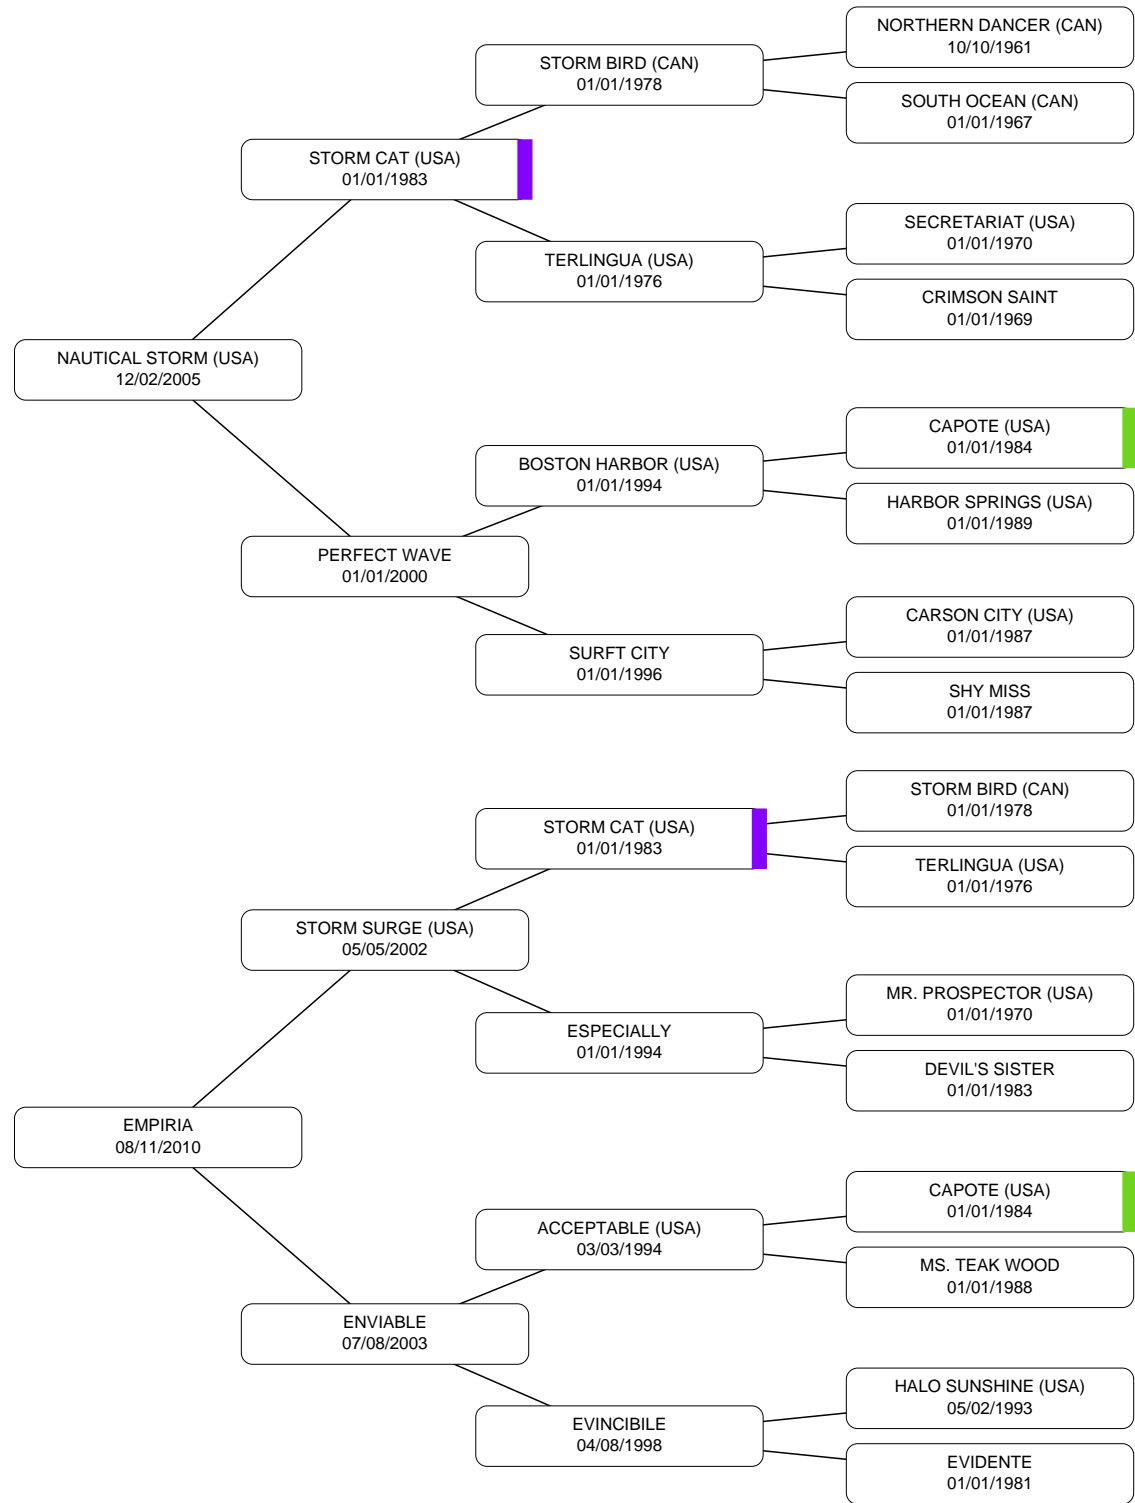 NORTHERN DANCER (CAN)
10/10/1961
STORM BIRD (CAN)
01/01/1978
SOUTH OCEAN (CAN)
01/01/1967
STORM CAT (USA)
01/01/1983
SECRETARIAT (USA)
01/01/1970
TERLINGUA (USA)
01/01/1976
CRIMSON SAINT
01/01/1969
NAUTICAL STORM (USA)
12/02/2005
CAPOTE (USA)
01/01/1984
BOSTON HARBOR (USA)
01/01/1994
HARBOR SPRINGS (USA)
01/01/1989
PERFECT WAVE
01/01/2000
CARSON CITY (USA)
01/01/1987
SURFT CITY
01/01/1996
SHY MISS
01/01/1987
STORM BIRD (CAN)
01/01/1978
STORM CAT (USA)
01/01/1983
TERLINGUA (USA)
01/01/1976
STORM SURGE (USA)
05/05/2002
MR. PROSPECTOR (USA)
01/01/1970
ESPECIALLY
01/01/1994
DEVIL'S SISTER
01/01/1983
EMPIRIA
08/11/2010
CAPOTE (USA)
01/01/1984
ACCEPTABLE (USA)
03/03/1994
MS. TEAK WOOD
01/01/1988
ENVIABLE
07/08/2003
HALO SUNSHINE (USA)
05/02/1993
EVINCIBILE
04/08/1998
EVIDENTE
01/01/1981